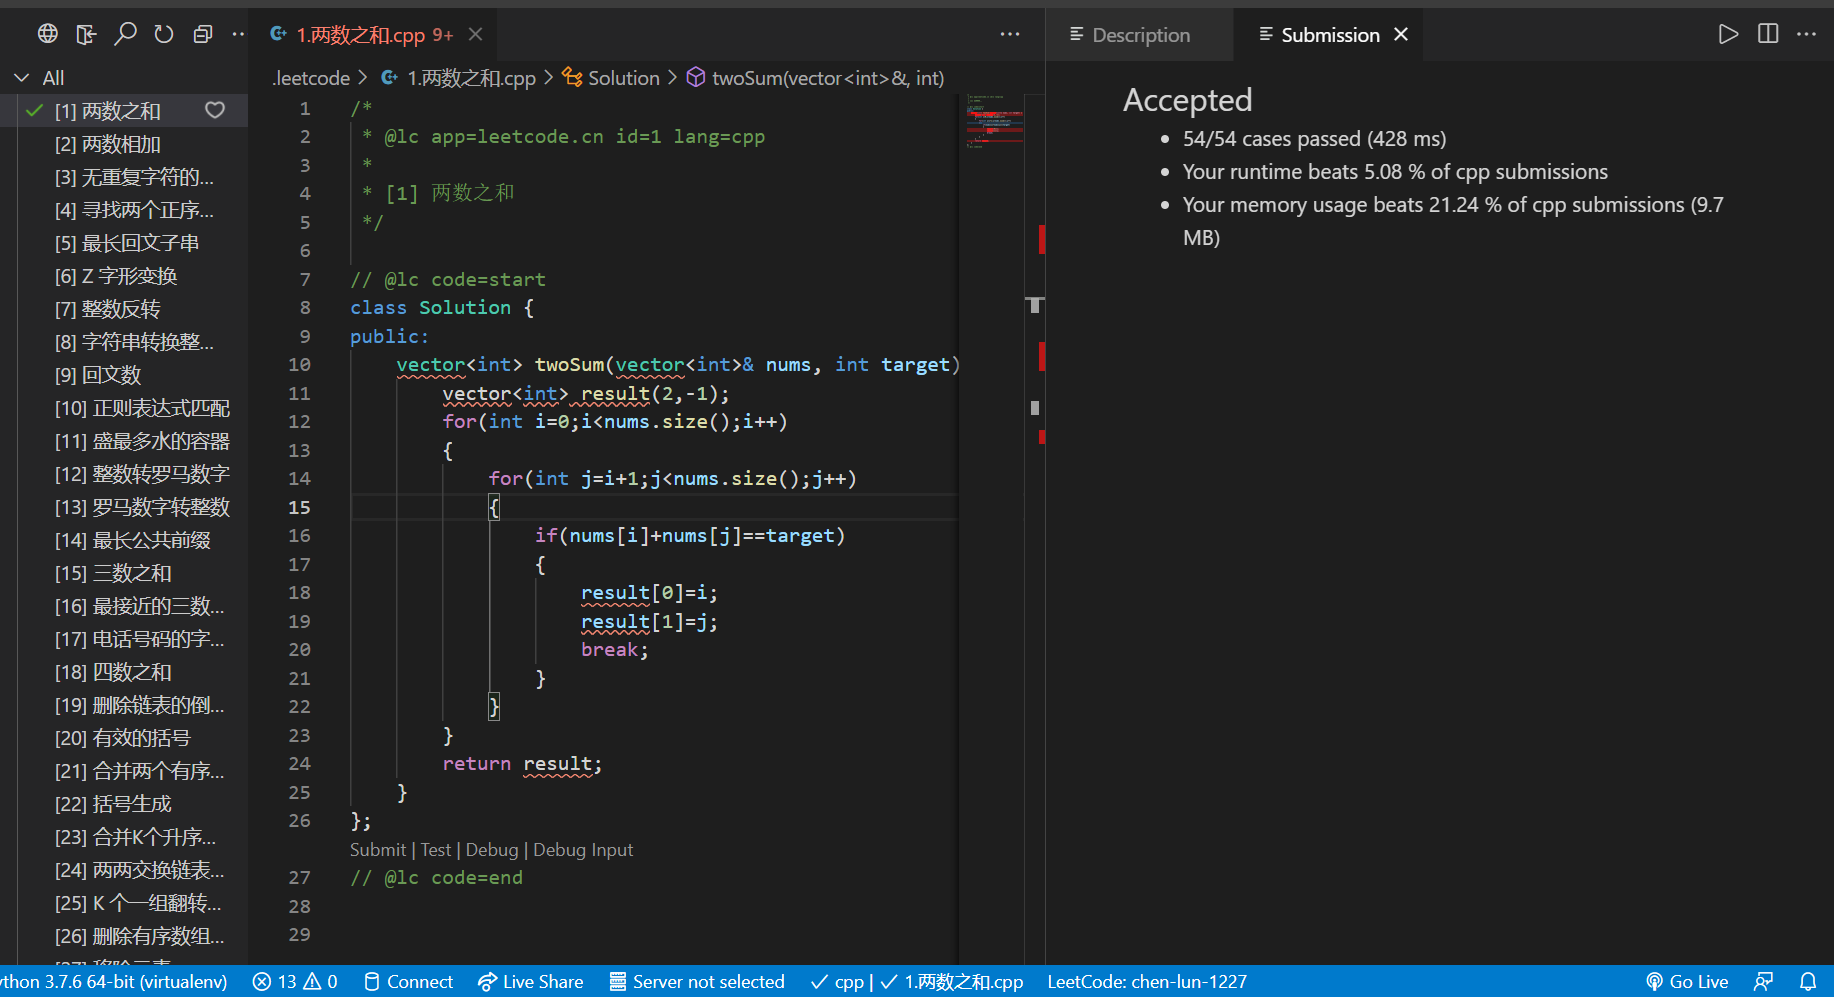 All
[1] 两数之和
[2] 两数相加
[3] 无重复字符的...
[4] 寻找两个正序...
[5] 最长回文子串
[6] Z 字形变换
[7] 整数反转
[8] 字符串转换整...
[9] 回文数
[10] 正则表达式匹配
[11] 盛最多水的容器
[12] 整数转罗马数字
[13] 罗马数字转整数
[14] 最长公共前缀
[15] 三数之和
[16] 最接近的三数...
[17] 电话号码的字...
[18] 四数之和
[19] 删除链表的倒...
[20] 有效的括号
[21] 合并两个有序...
[22] 括号生成
[23] 合并K个升序...
[24] 两两交换链表...
[25] K 个一组翻转...
[26] 删除有序数组...
1.两数之和.cpp 9+
.leetcode > 1.两数之和.cpp > Solution > twoSum(vector<int>&, int)
1 /*
2  * @lc app=leetcode.cn id=1 lang=cpp
3  *
4  * [1] 两数之和
5  */
6
7 // @lc code=start
8 class Solution {
9 public:
10     vector<int> twoSum(vector<int>& nums, int target)
11         vector<int> result(2,-1);
12         for(int i=0;i<nums.size();i++)
13         {
14             for(int j=i+1;j<nums.size();j++)
15             {
16                 if(nums[i]+nums[j]==target)
17                 {
18                     result[0]=i;
19                     result[1]=j;
20                     break;
21                 }
22             }
23         }
24         return result;
25     }
26 };
Submit | Test | Debug | Debug Input
27 // @lc code=end
28
29
Description
Submission
Accepted
• 54/54 cases passed (428 ms)
• Your runtime beats 5.08 % of cpp submissions
• Your memory usage beats 21.24 % of cpp submissions (9.7
MB)
ython 3.7.6 64-bit (virtualenv) 13 0 Connect Live Share Server not selected cpp | 1.两数之和.cpp LeetCode: chen-lun-1227 Go Live